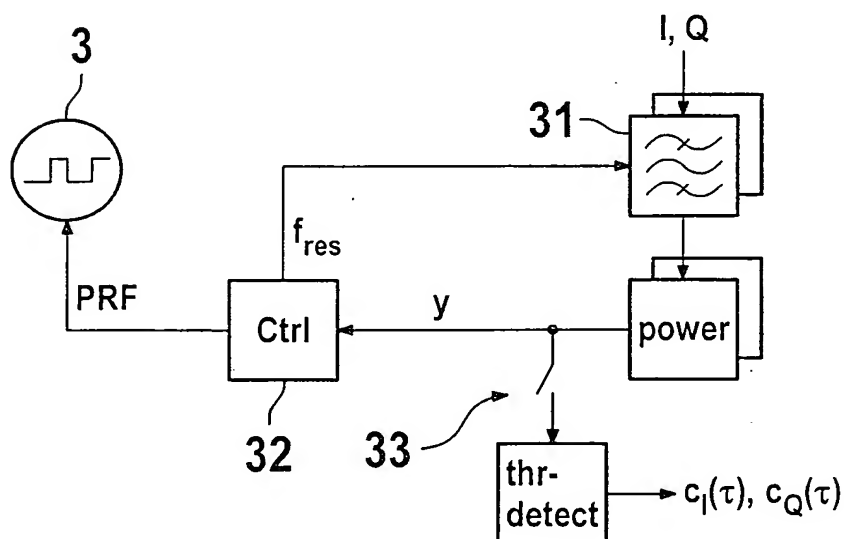 I, Q
3
31
f_res
PRF
Ctrl
y
power
32
33
thr-
detect
c_I(τ), c_Q(τ)